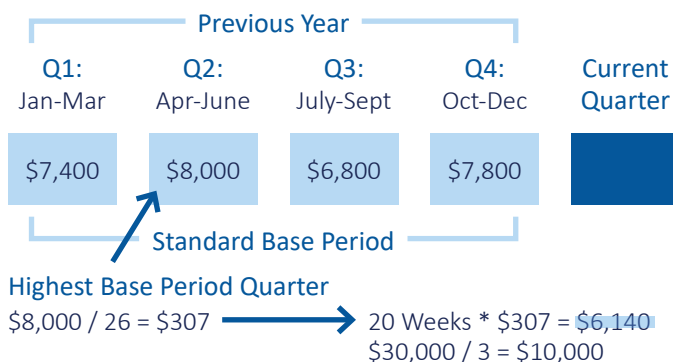 Previous Year
Q1: Q2: Q3: Q4: Current
Jan-Mar Apr-June July-Sept Oct-Dec Quarter
$7,400 $8,000 $6,800 $7,800
Standard Base Period
Highest Base Period Quarter
$8,000 / 26 = $307 20 Weeks * $307 = $6,140
$30,000 / 3 = $10,000